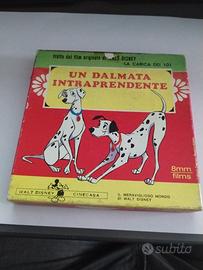 tratto dal film originale di WALT DISNEY
LA CARICA DEI 101
UN DALMATA
INTRAPRENDENTE
8mm
films
WALT DISNEY
CINECASA
IL MERAVIGLIOSO MONDO
DI WALT DISNEY
subito